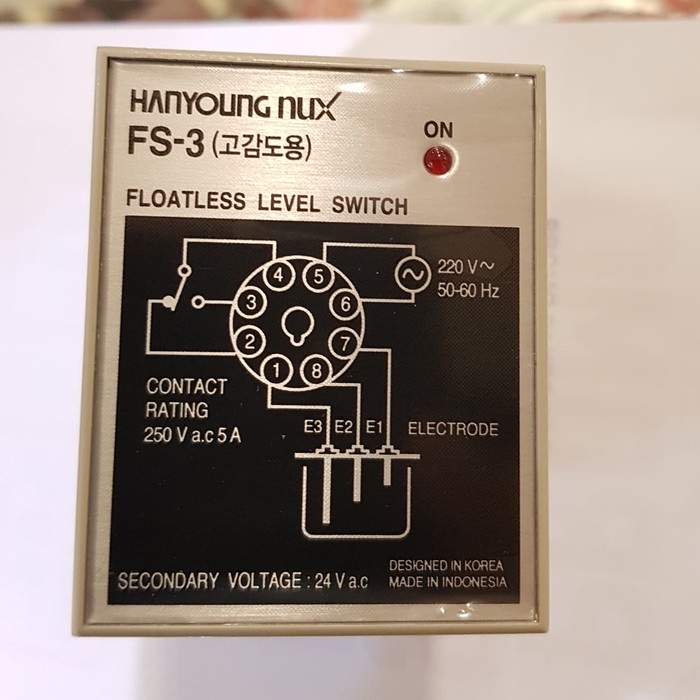 HANYOUNG NUX
FS-3 (고감도용)
ON
FLOATLESS LEVEL SWITCH
4 5
3 6
2 7
1 8
220 V~
50-60 Hz
CONTACT
RATING
250 V a.c 5 A
E3 E2 E1 ELECTRODE
SECONDARY VOLTAGE : 24 V a.c
DESIGNED IN KOREA
MADE IN INDONESIA